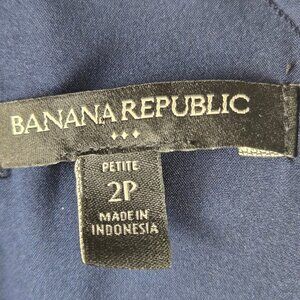 BANANA REPUBLIC
PETITE
2P
MADE IN
INDONESIA